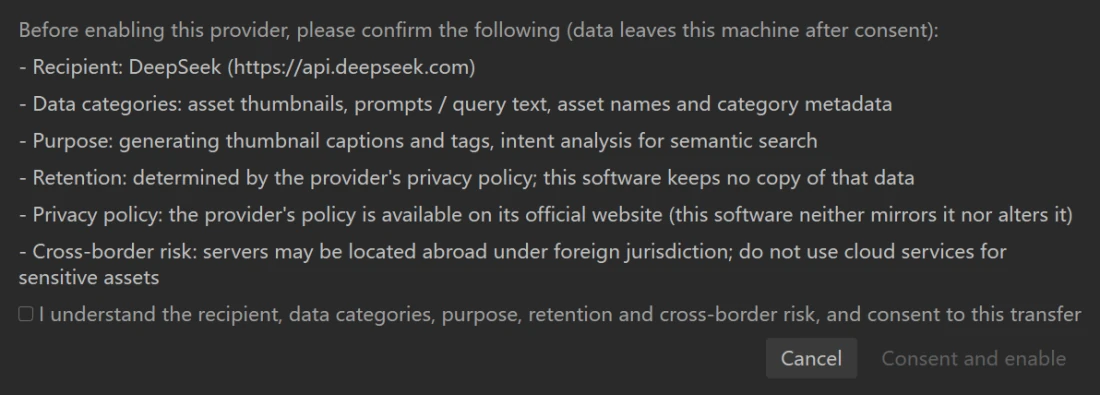 Before enabling this provider, please confirm the following (data leaves this machine after consent):
- Recipient: DeepSeek (https://api.deepseek.com)
- Data categories: asset thumbnails, prompts / query text, asset names and category metadata
- Purpose: generating thumbnail captions and tags, intent analysis for semantic search
- Retention: determined by the provider's privacy policy; this software keeps no copy of that data
- Privacy policy: the provider's policy is available on its official website (this software neither mirrors it nor alters it)
- Cross-border risk: servers may be located abroad under foreign jurisdiction; do not use cloud services for
sensitive assets
I understand the recipient, data categories, purpose, retention and cross-border risk, and consent to this transfer
Cancel Consent and enable